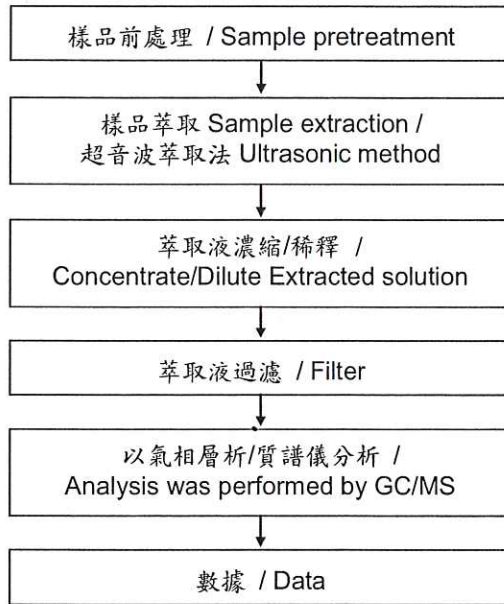 樣品前處理 / Sample pretreatment
樣品萃取 Sample extraction /
超音波萃取法 Ultrasonic method
萃取液濃縮/稀釋 /
Concentrate/Dilute Extracted solution
萃取液過濾 / Filter
以氣相層析/質譜儀分析 /
Analysis was performed by GC/MS
數據 / Data